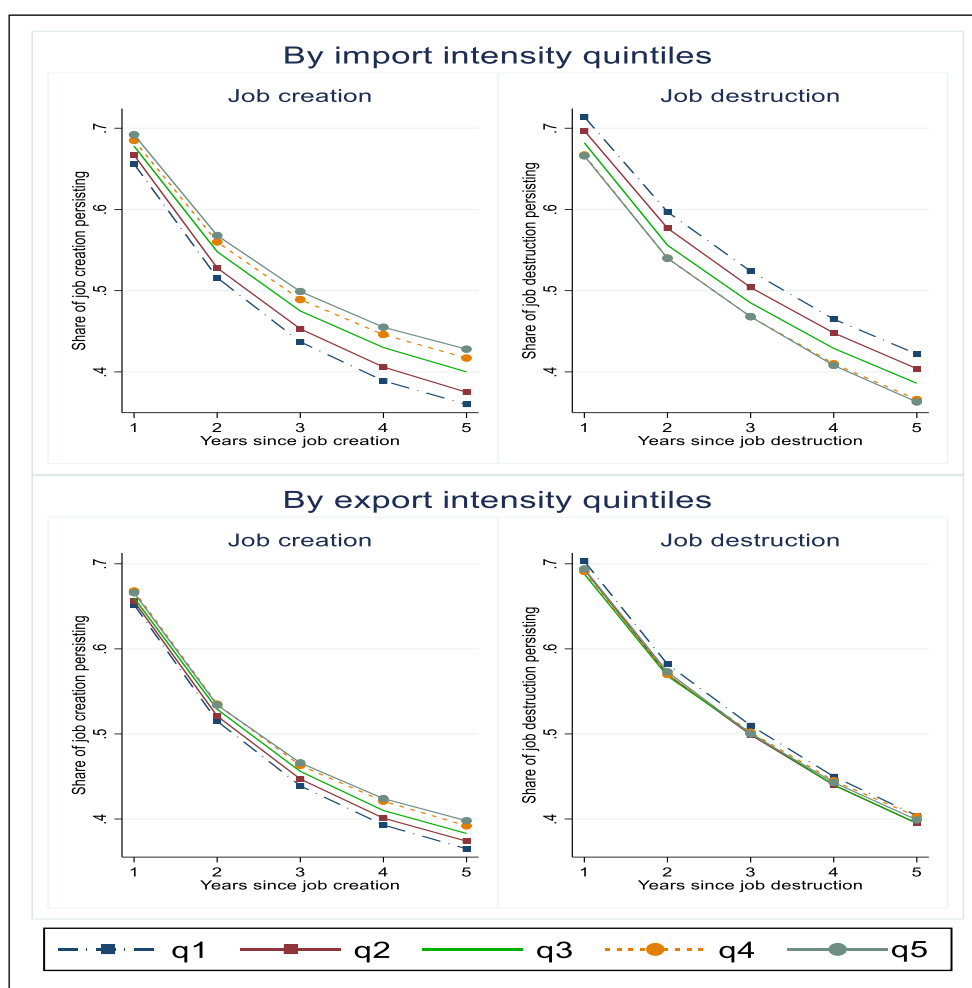 By import intensity quintiles
Job creation
Job destruction
Share of job creation persisting
.7
.6
.5
.4
1 2 3 4 5
Years since job creation
Share of job destruction persisting
.7
.6
.5
.4
1 2 3 4 5
Years since job destruction
By export intensity quintiles
Job creation
Job destruction
Share of job creation persisting
.7
.6
.5
.4
1 2 3 4 5
Years since job creation
Share of job destruction persisting
.7
.6
.5
.4
1 2 3 4 5
Years since job destruction
q1 q2 q3 q4 q5